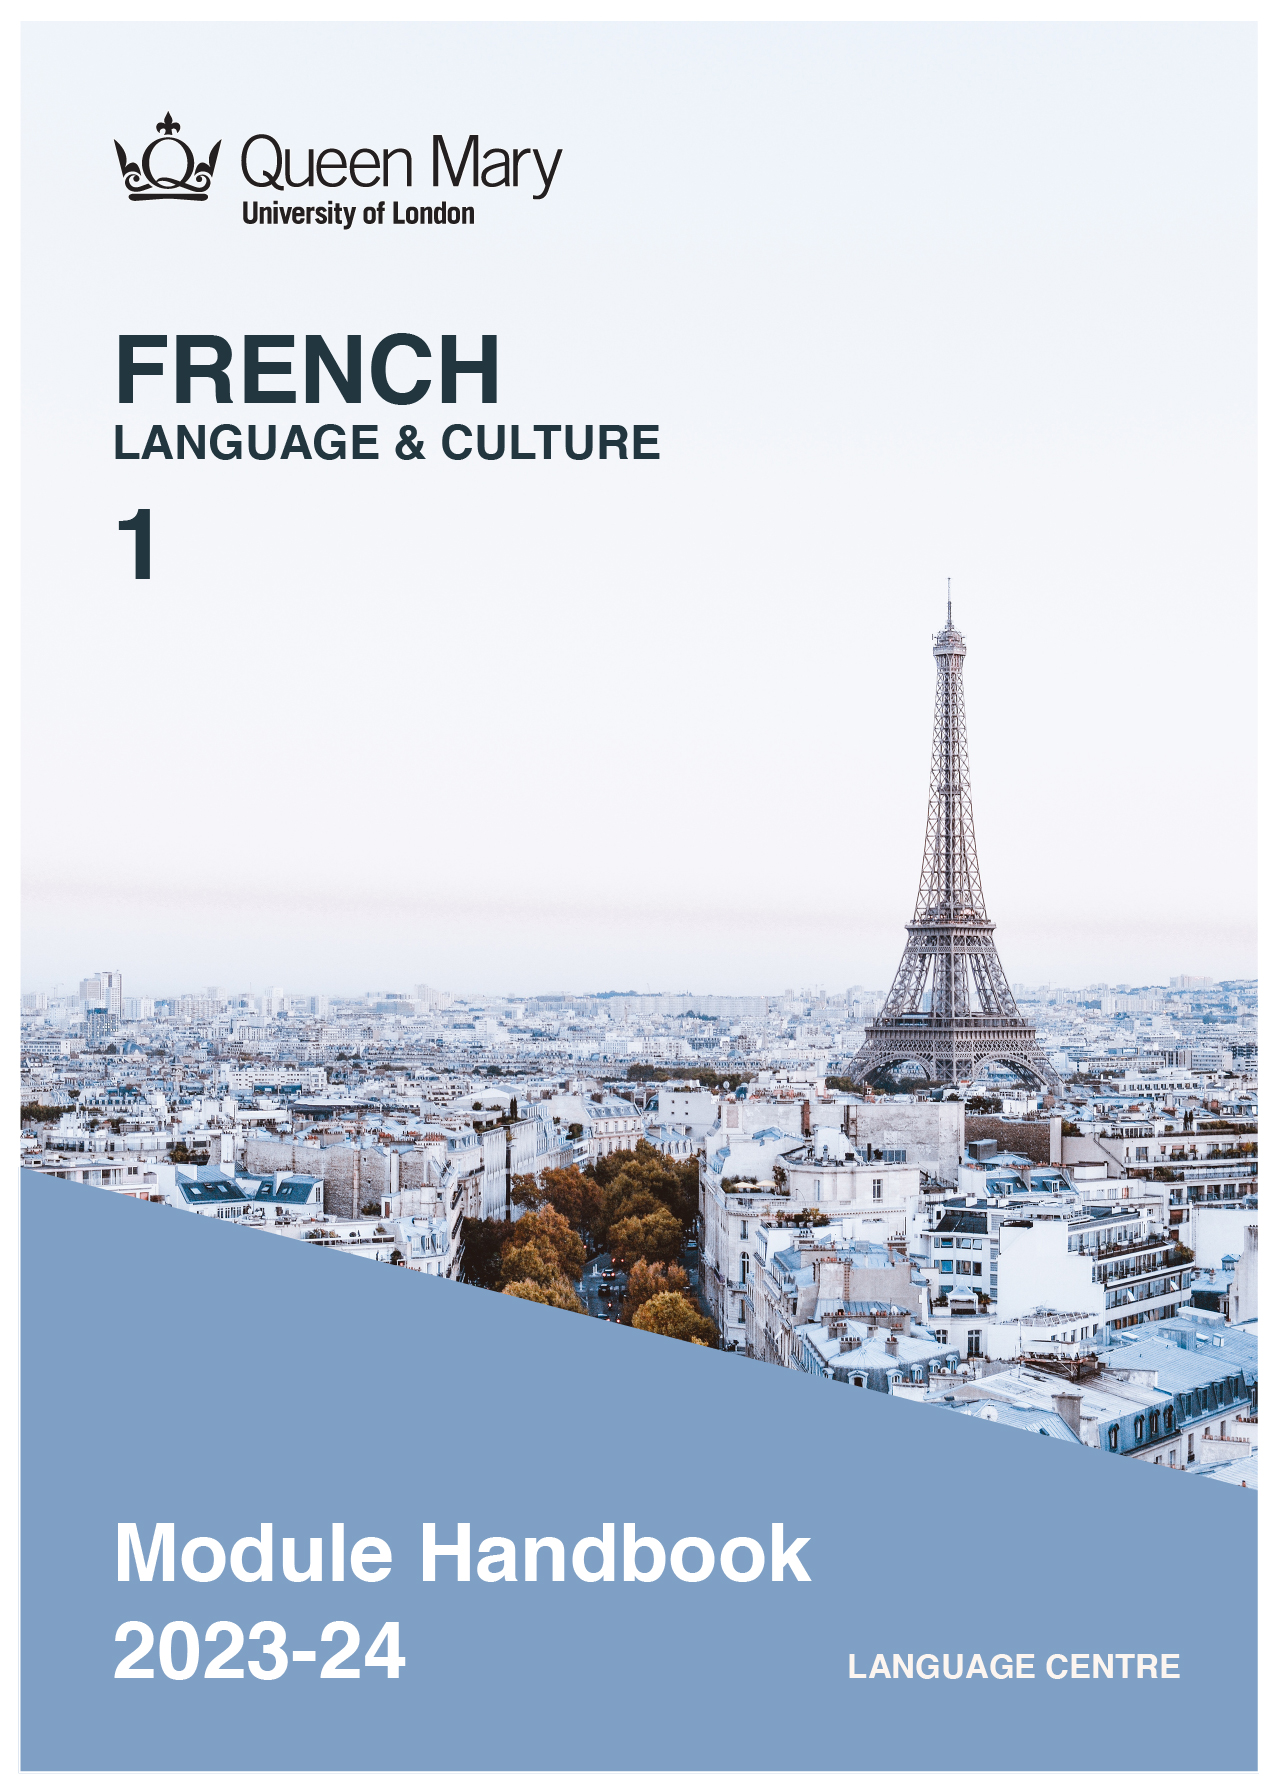 Queen Mary
University of London
FRENCH
LANGUAGE & CULTURE
1
Module Handbook
2023-24
LANGUAGE CENTRE